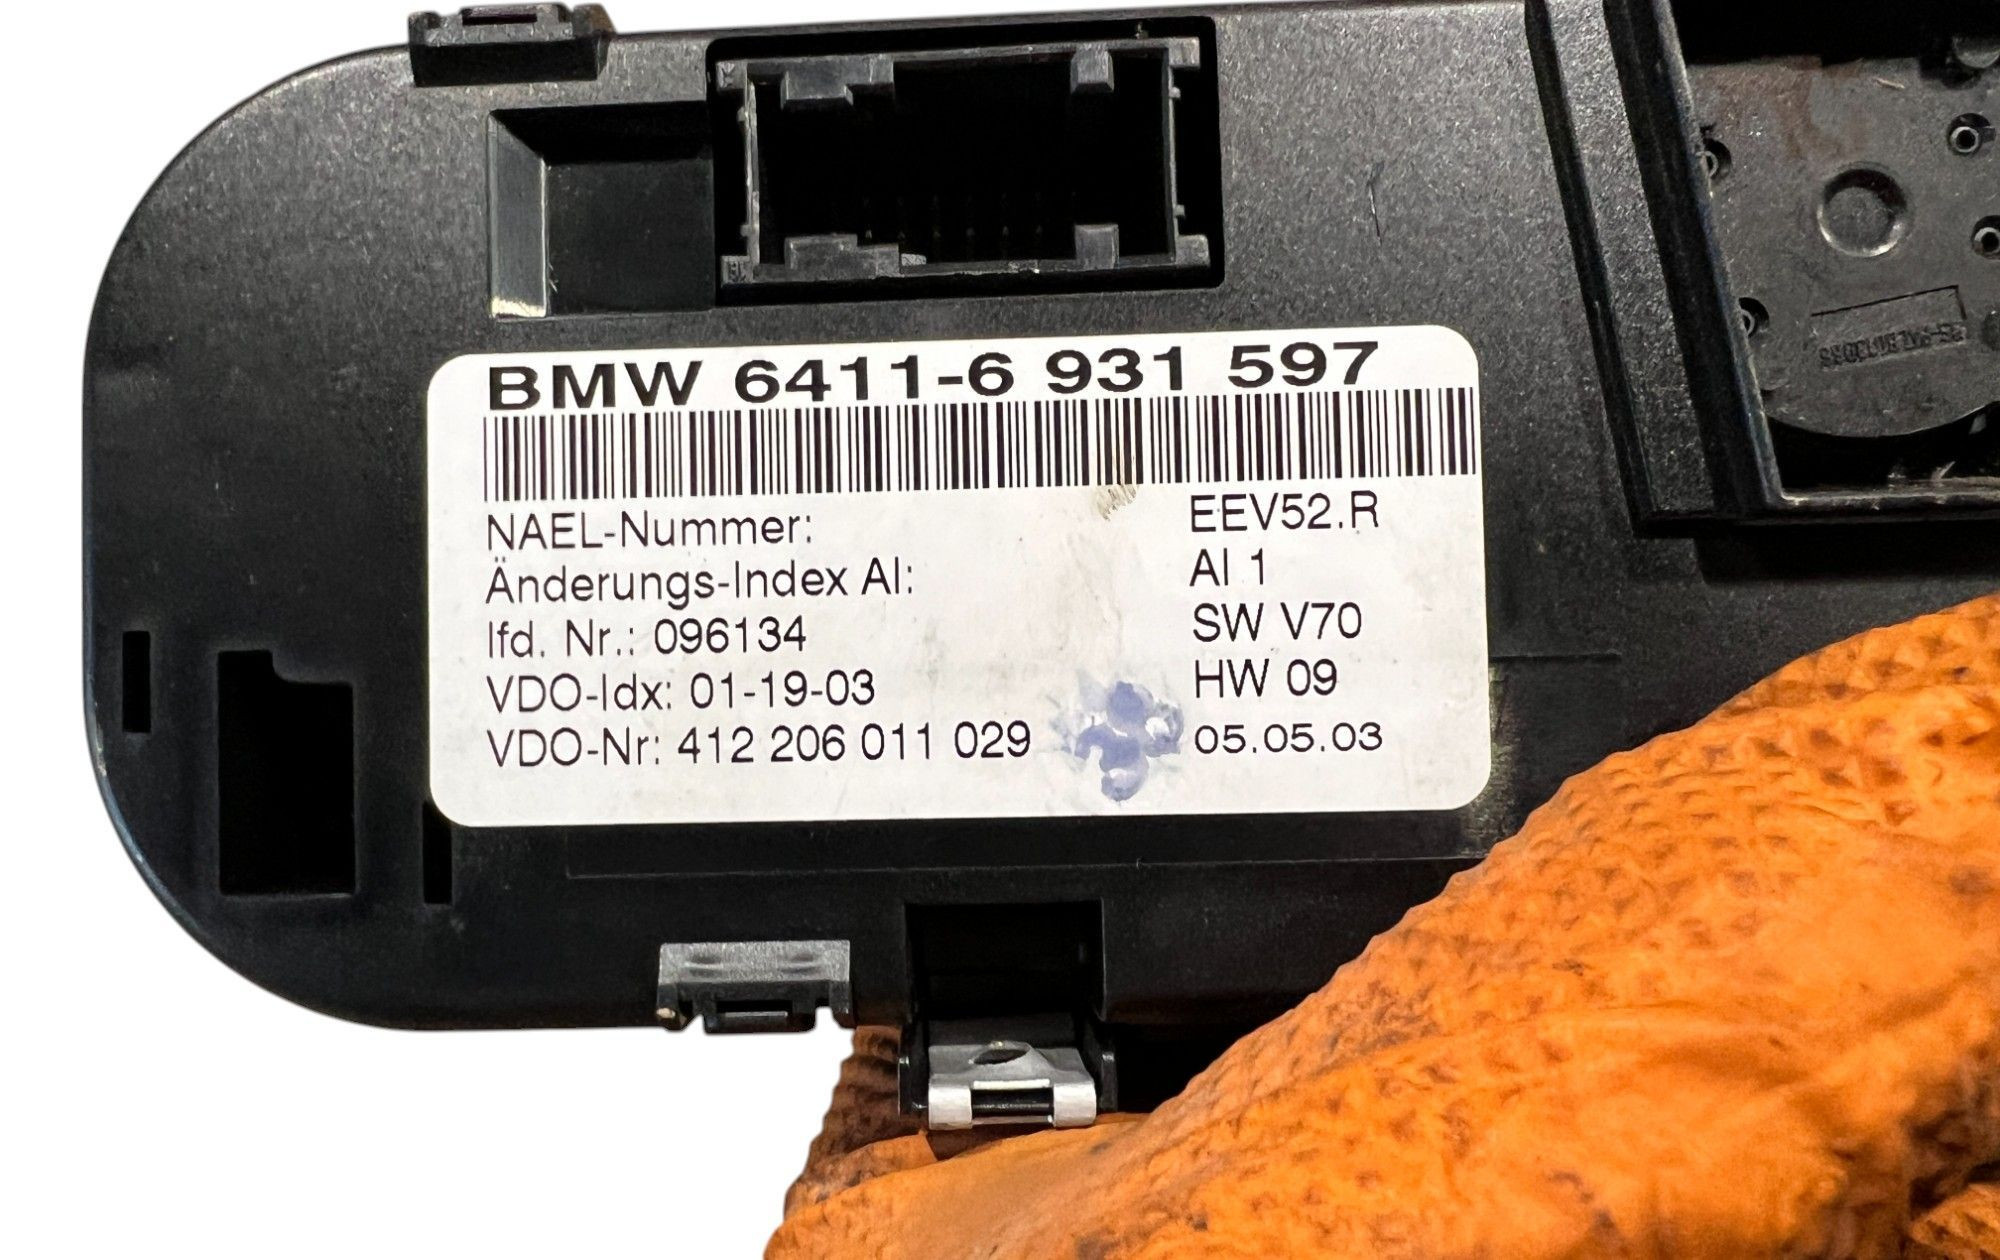 BMW 6411-6 931 597
NAEL-Nummer: EEV52.R
Änderungs-Index AI: AI 1
lfd. Nr.: 096134 SW V70
VDO-Idx: 01-19-03 HW 09
VDO-Nr: 412 206 011 029 05.05.03